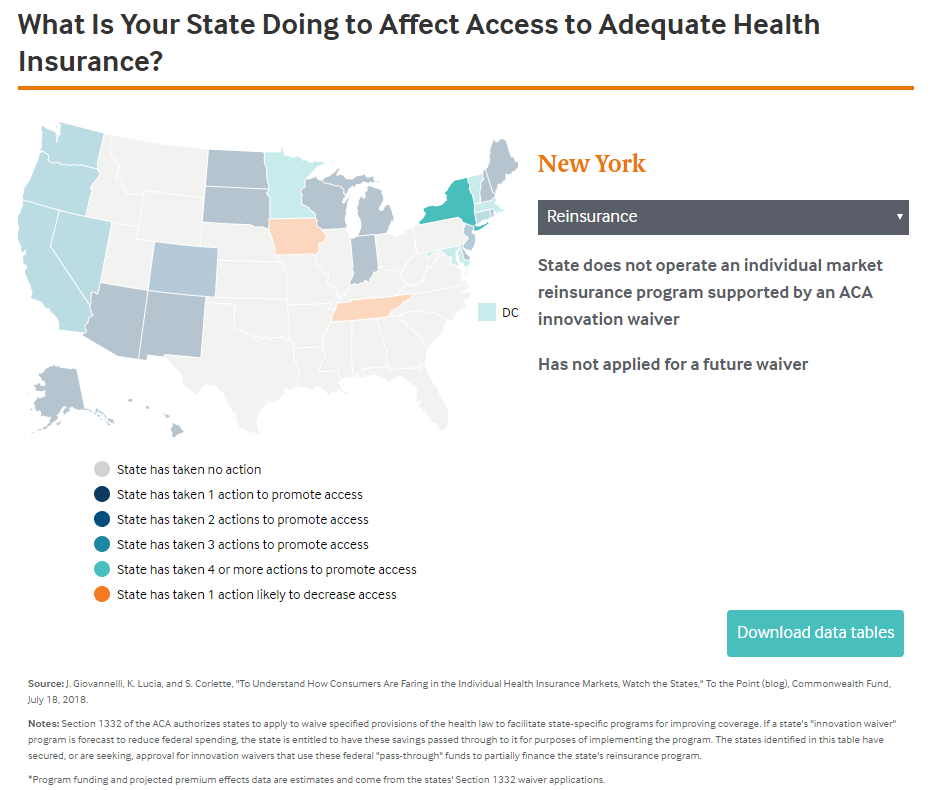 What Is Your State Doing to Affect Access to Adequate Health
Insurance?
New York
Reinsurance
State does not operate an individual market
reinsurance program supported by an ACA
innovation waiver
Has not applied for a future waiver
DC
State has taken no action
State has taken 1 action to promote access
State has taken 2 actions to promote access
State has taken 3 actions to promote access
State has taken 4 or more actions to promote access
State has taken 1 action likely to decrease access
Download data tables
Source: J. Giovannelli, K. Lucia, and S. Corlette, "To Understand How Consumers Are Faring in the Individual Health Insurance Markets, Watch the States," To the Point (blog), Commonwealth Fund,
July 18, 2018.
Notes: Section 1332 of the ACA authorizes states to apply to waive specified provisions of the health law to facilitate state-specific programs for improving coverage. If a state's "innovation waiver"
program is forecast to reduce federal spending, the state is entitled to have these savings passed through to it for purposes of implementing the program. The states identified in this table have
secured, or are seeking, approval for innovation waivers that use these federal "pass-through" funds to partially finance the state's reinsurance program.
*Program funding and projected premium effects data are estimates and come from the states' Section 1332 waiver applications.